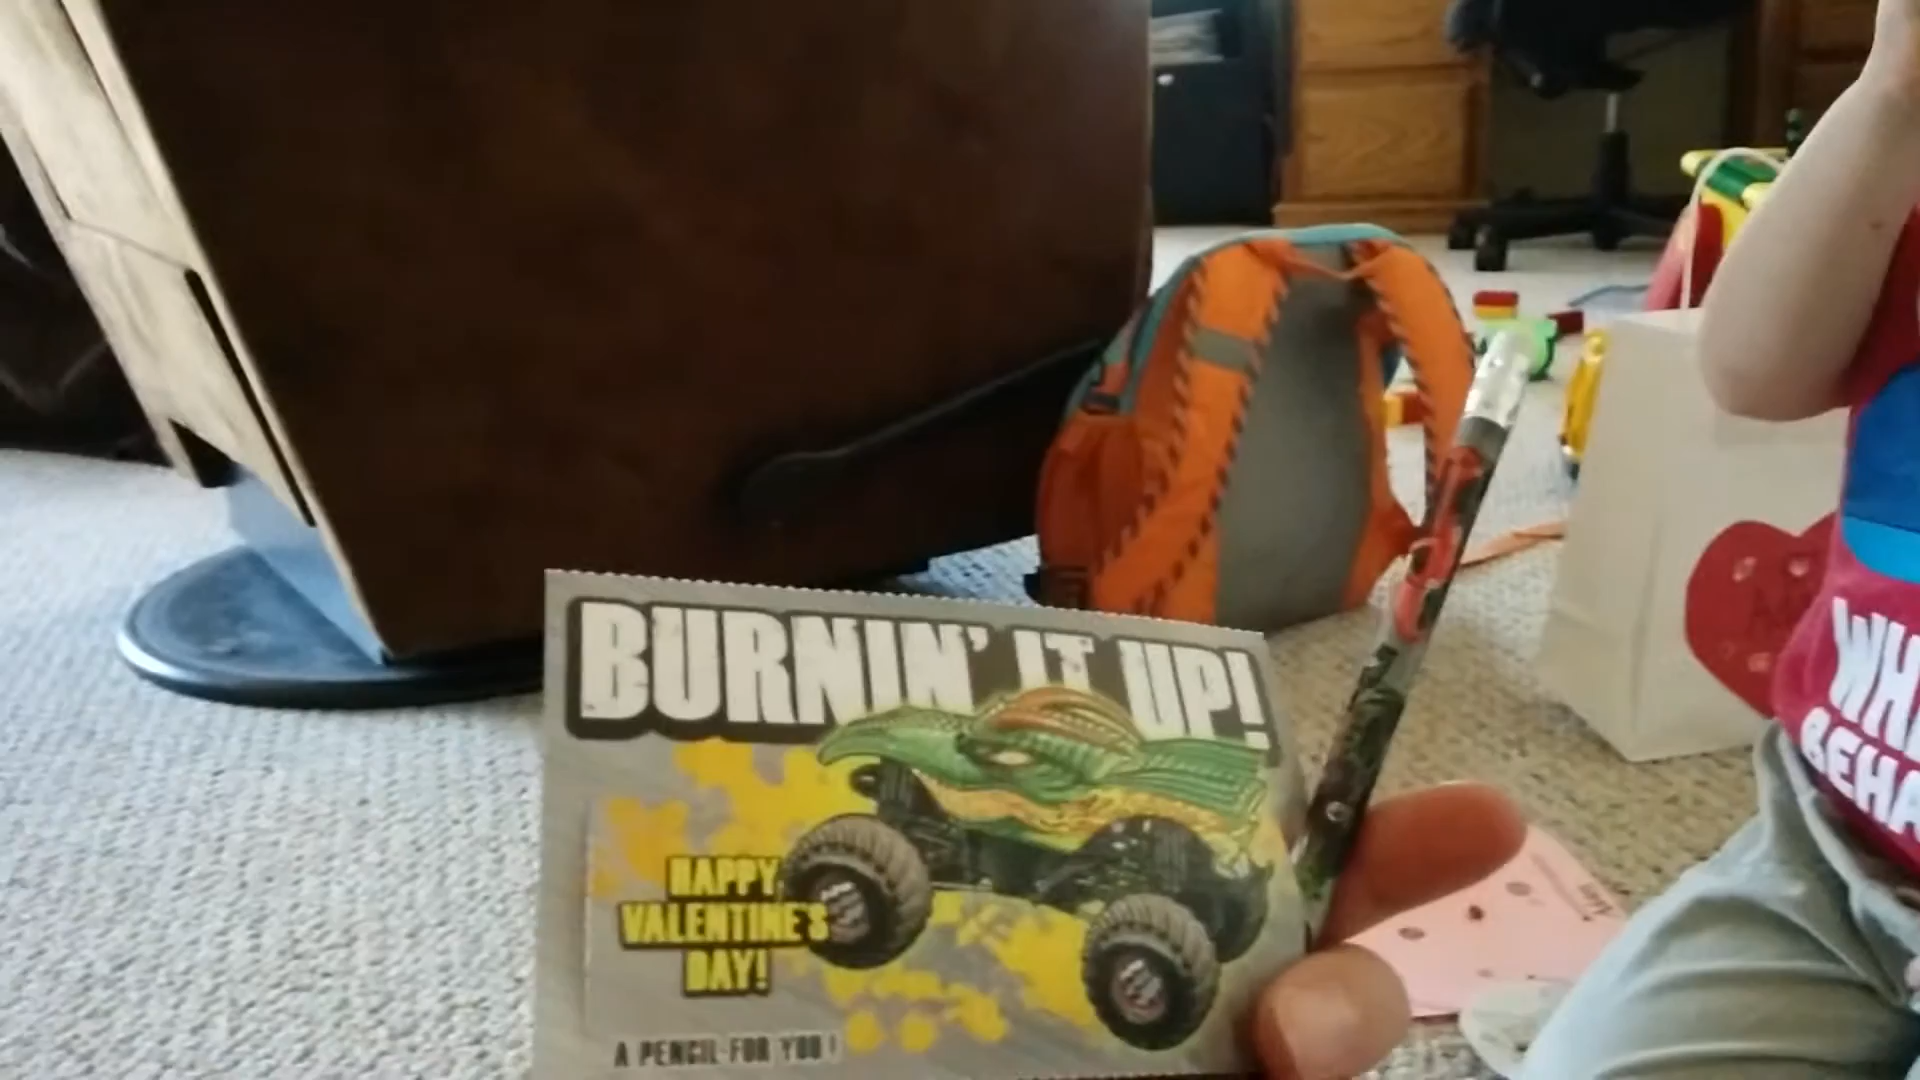 BURNIN' IT UP!
HAPPY
VALENTINE'S
DAY!
A PENCIL FOR YOU!